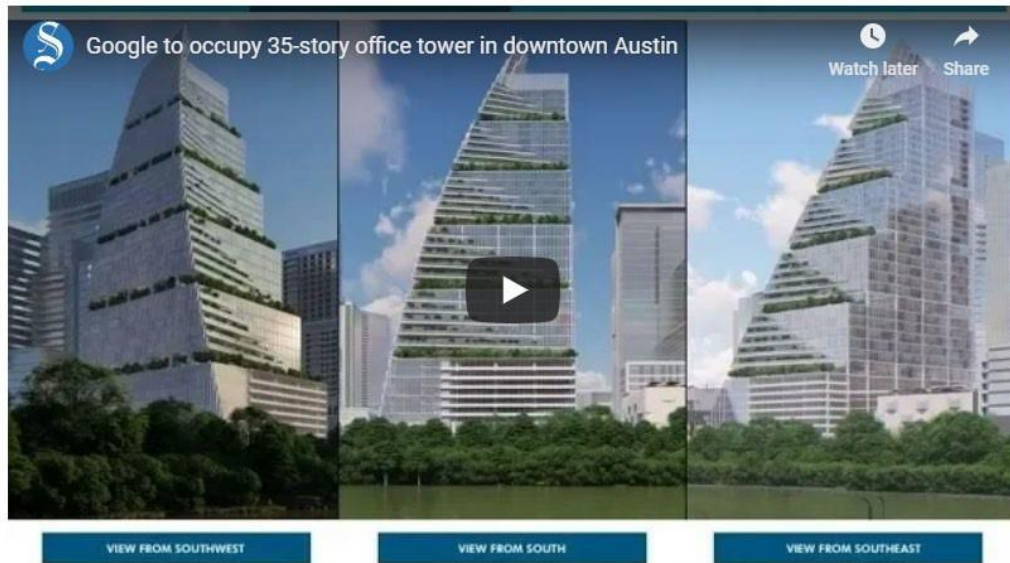 S
Google to occupy 35-story office tower in downtown Austin
Watch later
Share
VIEW FROM SOUTHWEST
VIEW FROM SOUTH
VIEW FROM SOUTHEAST